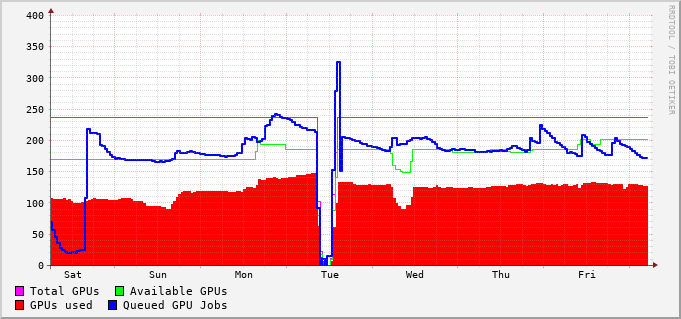 RRDTOOL / TOBI OETIKER
400
350
300
250
200
150
100
50
0
Sat Sun Mon Tue Wed Thu Fri
Total GPUs Available GPUs
GPUs used Queued GPU Jobs